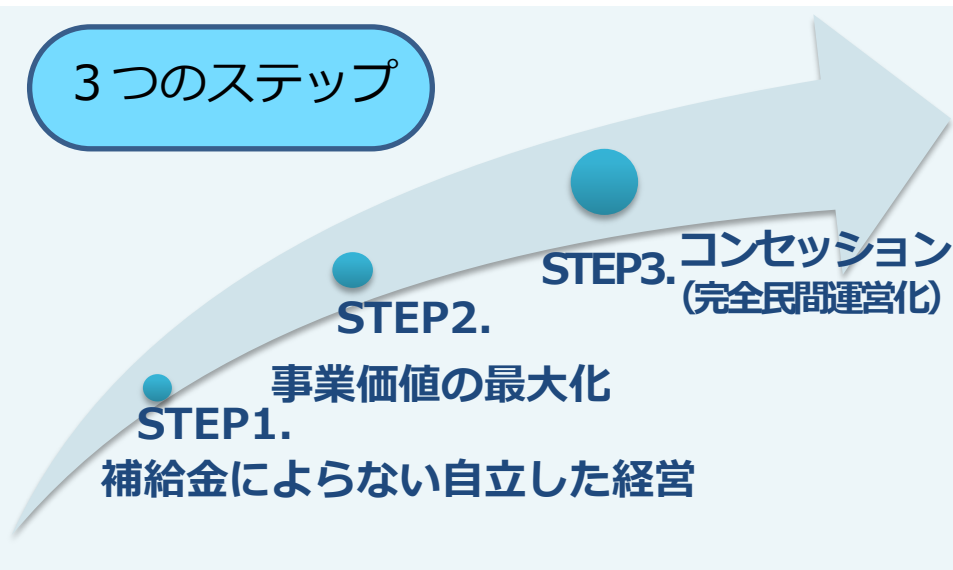 ３つのステップ
STEP3.コンセッション
（完全民間運営化）
STEP2.
事業価値の最大化
STEP1.
補給金によらない自立した経営